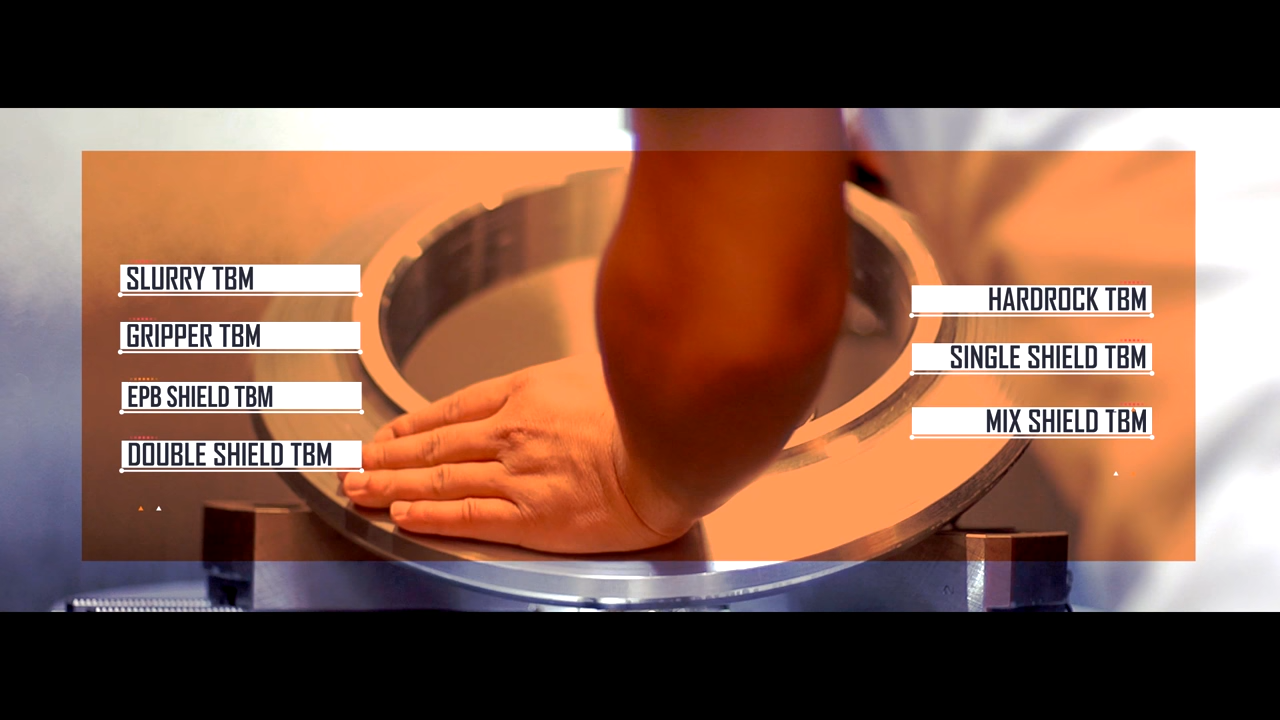 SLURRY TBM
GRIPPER TBM
EPB SHIELD TBM
DOUBLE SHIELD TBM
HARDROCK TBM
SINGLE SHIELD TBM
MIX SHIELD TBM